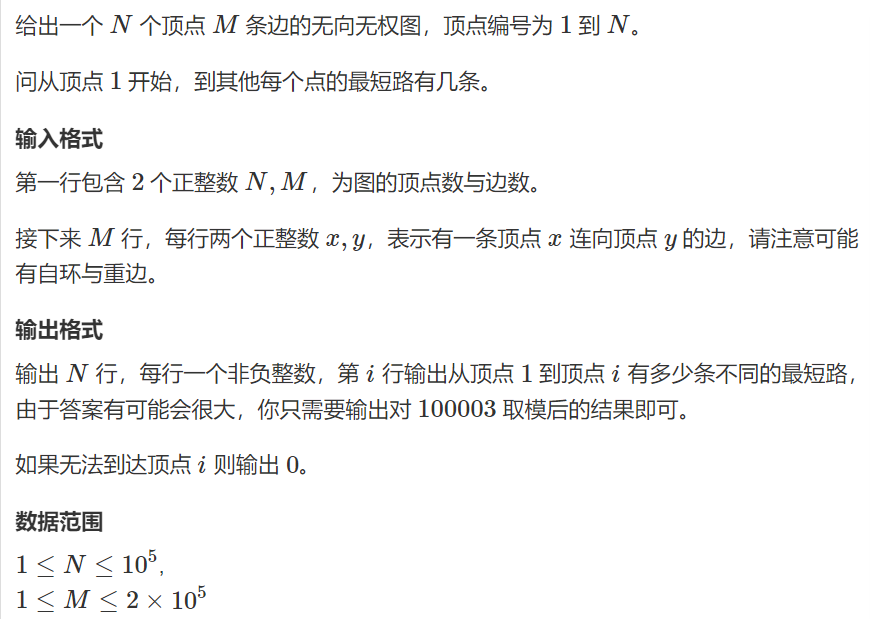 给出一个 N 个顶点 M 条边的无向无权图，顶点编号为 1 到 N。
问从顶点 1 开始，到其他每个点的最短路有几条。
输入格式
第一行包含 2 个正整数 N, M，为图的顶点数与边数。
接下来 M 行，每行两个正整数 x, y，表示有一条顶点 x 连向顶点 y 的边，请注意可能
有自环与重边。
输出格式
输出 N 行，每行一个非负整数，第 i 行输出从顶点 1 到顶点 i 有多少条不同的最短路，
由于答案有可能会很大，你只需要输出对 100003 取模后的结果即可。
如果无法到达顶点 i 则输出 0。
数据范围
1 ≤ N ≤ 10⁵,
1 ≤ M ≤ 2 × 10⁵